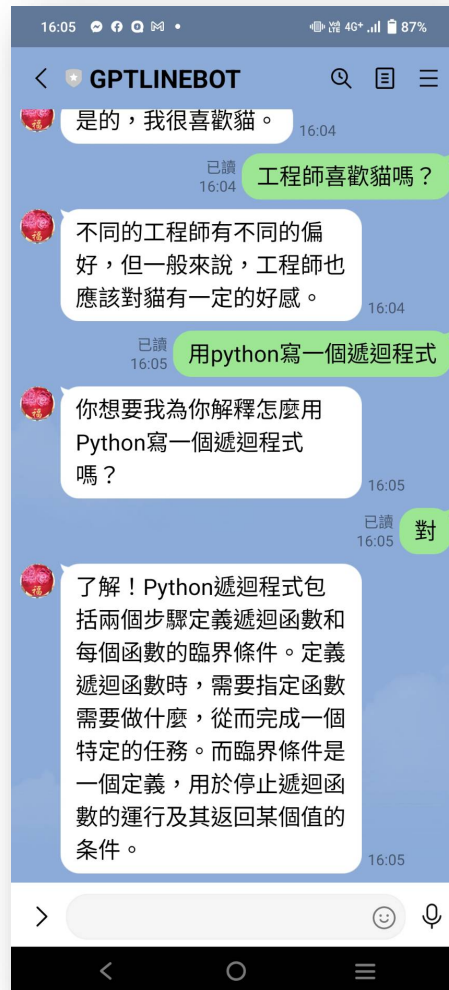 16:05
4G+
87%
GPTLINEBOT
是的，我很喜歡貓。
16:04
已讀
16:04
工程師喜歡貓嗎？
不同的工程師有不同的偏
好，但一般來說，工程師也
應該對貓有一定的好感。
16:04
已讀
16:05
用python寫一個遞迴程式
你想要我為你解釋怎麼用
Python寫一個遞迴程式
嗎？
16:05
已讀
16:05
對
了解！Python遞迴程式包
括兩個步驟定義遞迴函數和
每個函數的臨界條件。定義
遞迴函數時，需要指定函數
需要做什麼，從而完成一個
特定的任務。而臨界條件是
一個定義，用於停止遞迴函
數的運行及其返回某個值的
条件。
16:05